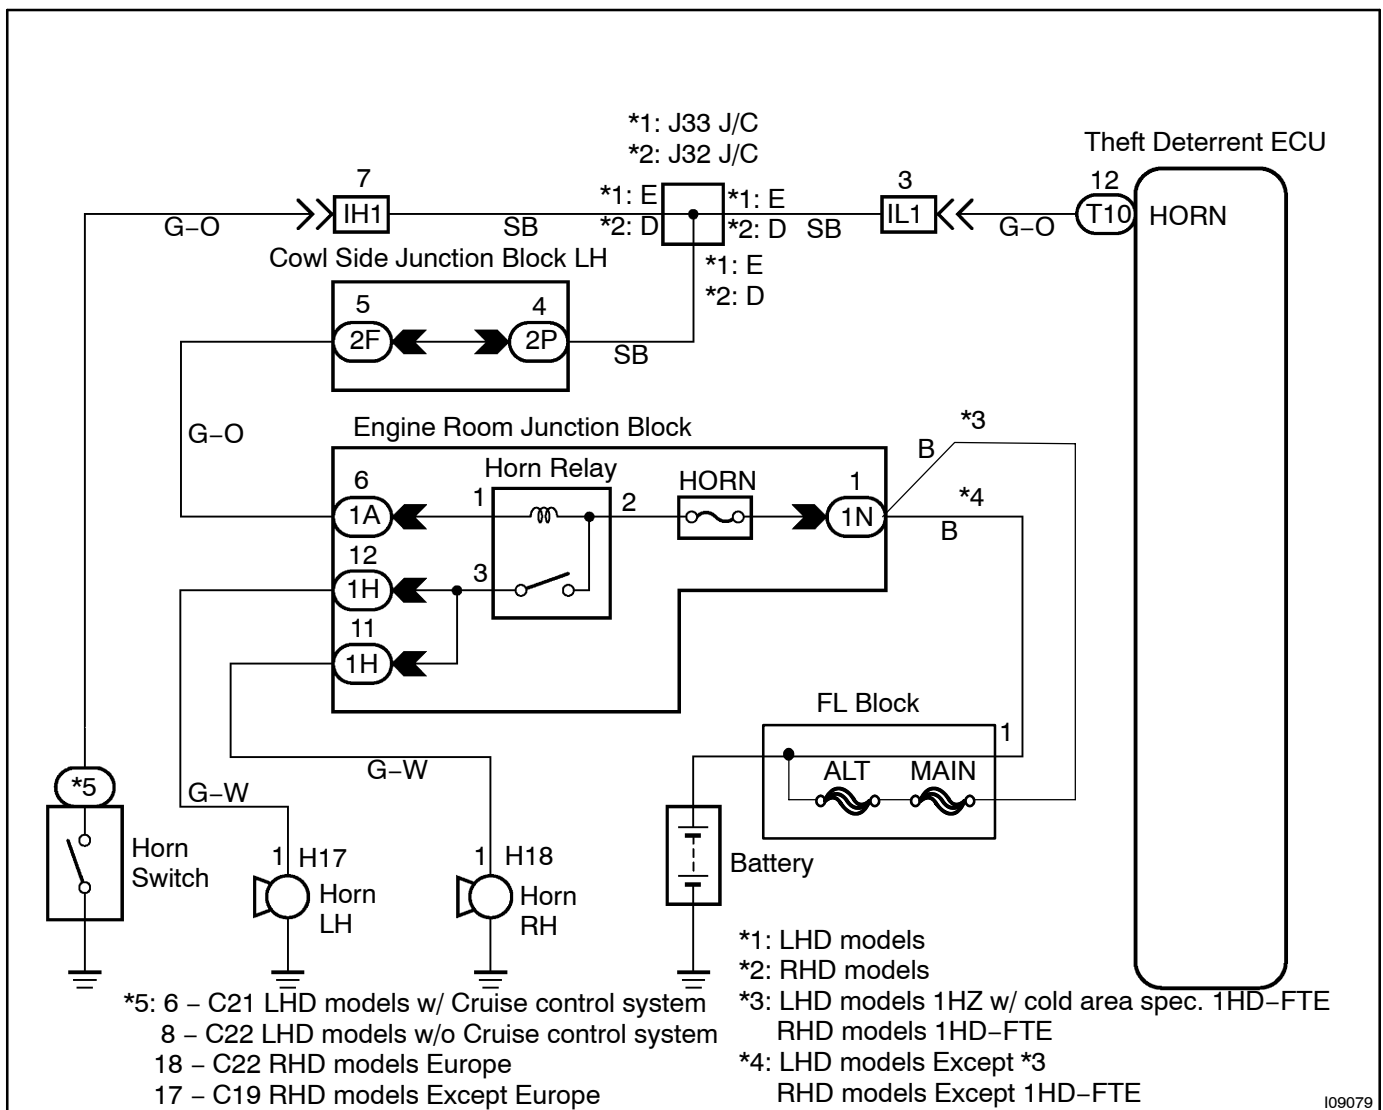 *1: J33 J/C
*2: J32 J/C
Theft Deterrent ECU
7
*1: E
*1: E
3
12
IH1
IL1
T10
HORN
G−O
SB
*2: D
*2: D
SB
G−O
Cowl Side Junction Block LH
*1: E
*2: D
5
4
2F
2P
SB
G−O
Engine Room Junction Block
*3
B
Horn Relay
6
1
2
HORN
1
*4
1A
1N
B
12
3
1H
11
1H
FL Block
1
G−W
ALT
MAIN
*5
G−W
Horn
Switch
1
H17
Horn
LH
1
H18
Horn
RH
Battery
*1: LHD models
*2: RHD models
*3: LHD models 1HZ w/ cold area spec. 1HD−FTE
RHD models 1HD−FTE
*4: LHD models Except *3
RHD models Except 1HD−FTE
*5: 6 − C21 LHD models w/ Cruise control system
8 − C22 LHD models w/o Cruise control system
18 − C22 RHD models Europe
17 − C19 RHD models Except Europe
I09079